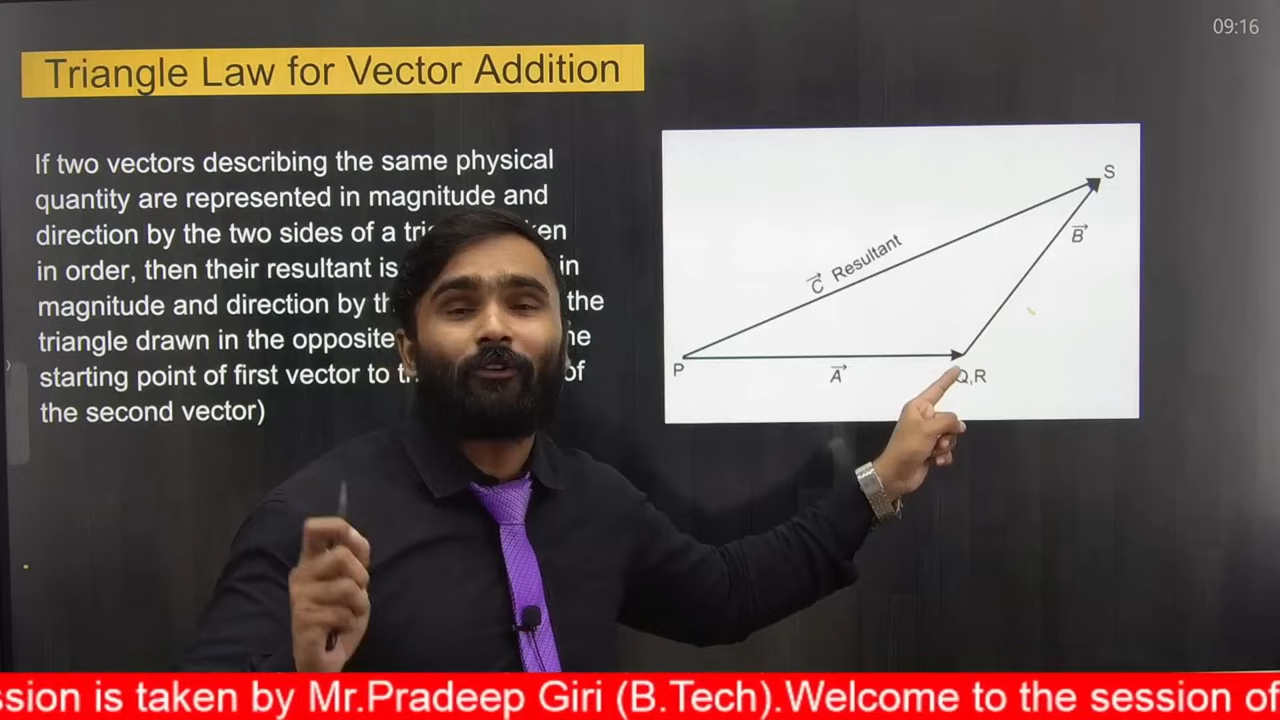 09:16
Triangle Law for Vector Addition
If two vectors describing the same physical
quantity are represented in magnitude and
direction by the two sides of a
in order, then their resultant is in
magnitude and direction by the
triangle drawn in the opposite
starting point of first vector to of
the second vector)
S
B
C Resultant
P
A
Q,R
ssion is taken by Mr.Pradeep Giri (B.Tech).Welcome to the session of